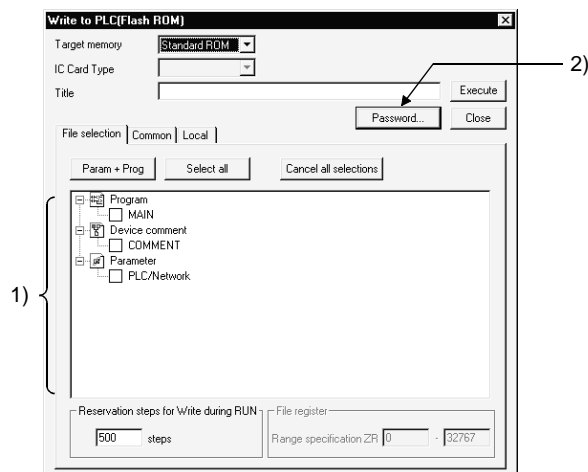 Write to PLC(Flash ROM)
Target memory Standard ROM
2)
IC Card Type
Title Execute
Password... Close
File selection Common Local
Param + Prog Select all Cancel all selections
Program
MAIN
Device comment
COMMENT
Parameter
PLC/Network
1)
Reservation steps for Write during RUN File register
500 steps Range specification ZR 0 - 32767